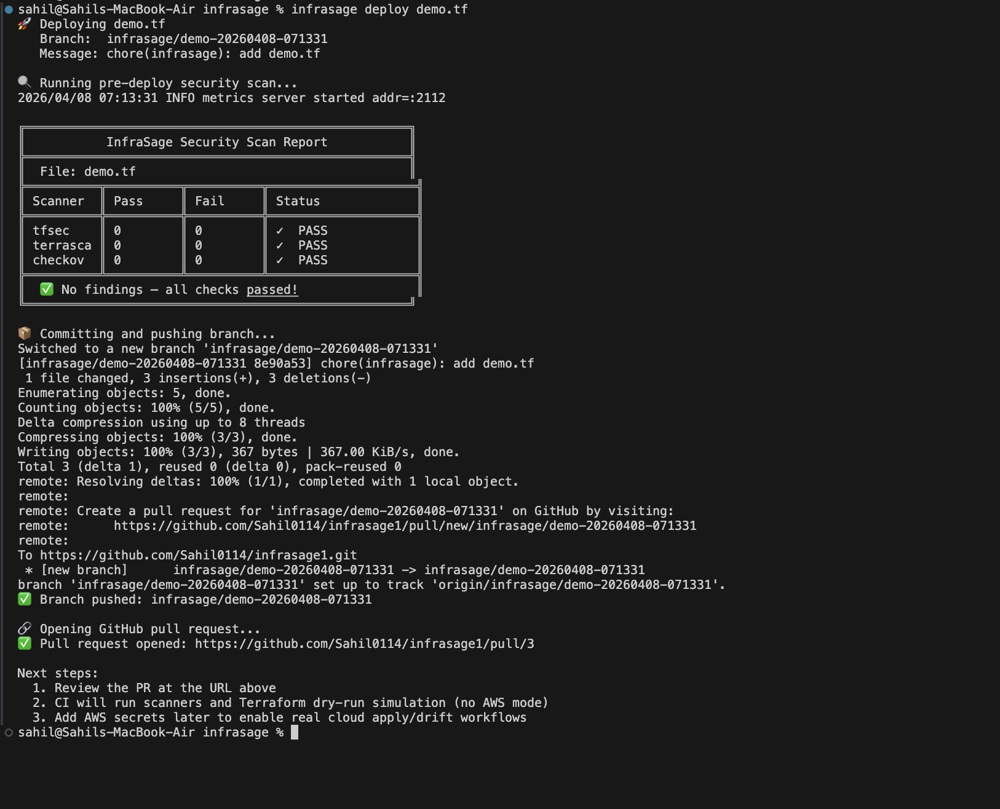 sahil@Sahils-MacBook-Air infrasage % infrasage deploy demo.tf
🚀 Deploying demo.tf
   Branch:  infrasage/demo-20260408-071331
   Message: chore(infrasage): add demo.tf

🔍 Running pre-deploy security scan...
2026/04/08 07:13:31 INFO metrics server started addr=:2112

InfraSage Security Scan Report
File: demo.tf
Scanner Pass Fail Status
tfsec 0 0 ✓ PASS
terrasca 0 0 ✓ PASS
checkov 0 0 ✓ PASS
✅ No findings — all checks passed!

📦 Committing and pushing branch...
Switched to a new branch 'infrasage/demo-20260408-071331'
[infrasage/demo-20260408-071331 8e90a53] chore(infrasage): add demo.tf
 1 file changed, 3 insertions(+), 3 deletions(-)
Enumerating objects: 5, done.
Counting objects: 100% (5/5), done.
Delta compression using up to 8 threads
Compressing objects: 100% (3/3), done.
Writing objects: 100% (3/3), 367 bytes | 367.00 KiB/s, done.
Total 3 (delta 1), reused 0 (delta 0), pack-reused 0
remote: Resolving deltas: 100% (1/1), completed with 1 local object.
remote:
remote: Create a pull request for 'infrasage/demo-20260408-071331' on GitHub by visiting:
remote:      https://github.com/Sahil0114/infrasage1/pull/new/infrasage/demo-20260408-071331
remote:
To https://github.com/Sahil0114/infrasage1.git
 * [new branch]      infrasage/demo-20260408-071331 -> infrasage/demo-20260408-071331
branch 'infrasage/demo-20260408-071331' set up to track 'origin/infrasage/demo-20260408-071331'.
✅ Branch pushed: infrasage/demo-20260408-071331

🔗 Opening GitHub pull request...
✅ Pull request opened: https://github.com/Sahil0114/infrasage1/pull/3

Next steps:
  1. Review the PR at the URL above
  2. CI will run scanners and Terraform dry-run simulation (no AWS mode)
  3. Add AWS secrets later to enable real cloud apply/drift workflows
sahil@Sahils-MacBook-Air infrasage %